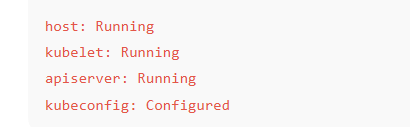 host: Running
kubelet: Running
apiserver: Running
kubeconfig: Configured